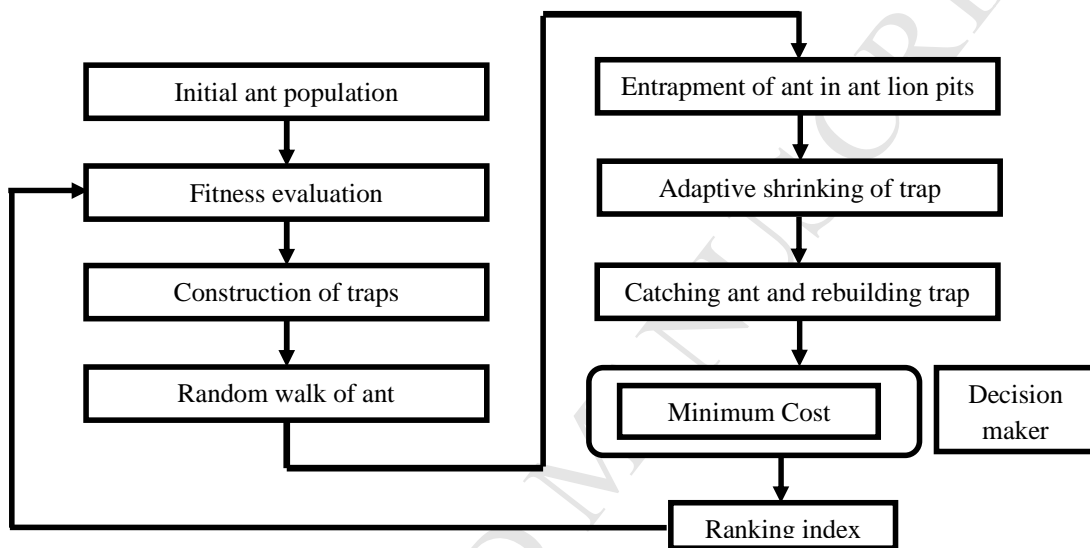 Initial ant population
Fitness evaluation
Construction of traps
Random walk of ant
Entrapment of ant in ant lion pits
Adaptive shrinking of trap
Catching ant and rebuilding trap
Minimum Cost
Decision
maker
Ranking index